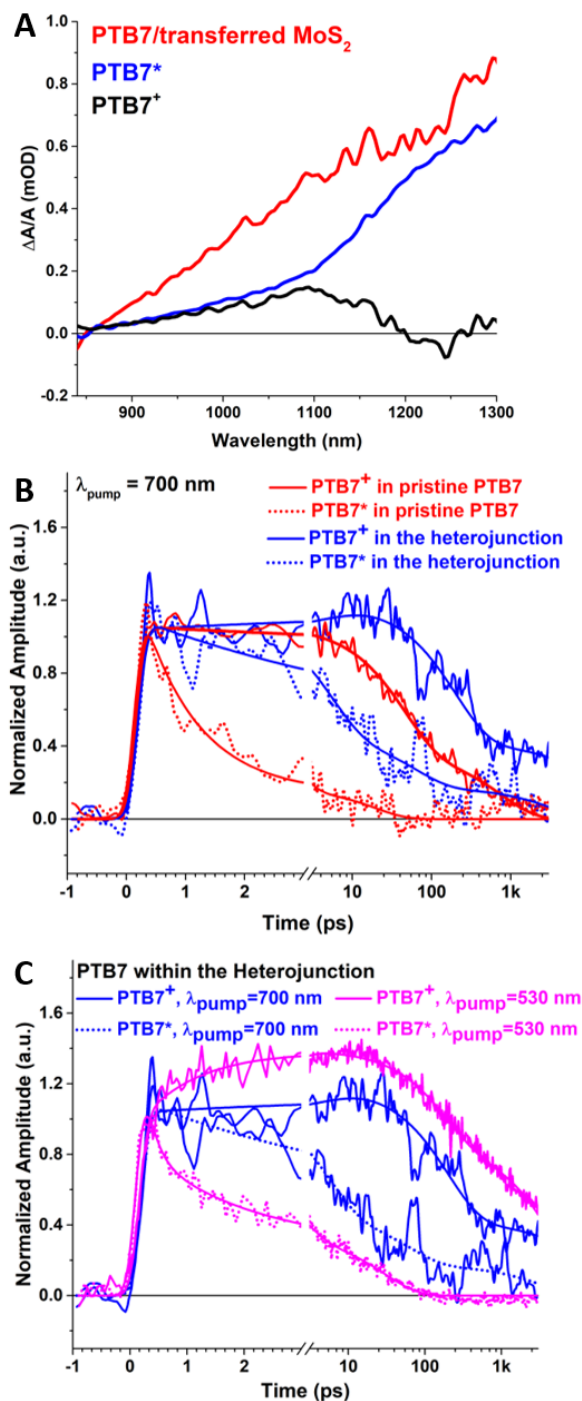 A
PTB7/transferred MoS₂
PTB7*
PTB7⁺
1.0
0.8
0.6
0.4
0.2
0.0
-0.2
ΔA/A (mOD)
900 1000 1100 1200 1300
Wavelength (nm)
B
λpump = 700 nm
PTB7⁺ in pristine PTB7
PTB7* in pristine PTB7
PTB7⁺ in the heterojunction
PTB7* in the heterojunction
1.6
1.2
0.8
0.4
0.0
Normalized Amplitude (a.u.)
-1 0 1 2 10 100 1k
Time (ps)
C
PTB7 within the Heterojunction
PTB7⁺, λpump=700 nm PTB7⁺, λpump=530 nm
PTB7*, λpump=700 nm PTB7*, λpump=530 nm
1.6
1.2
0.8
0.4
0.0
Normalized Amplitude (a.u.)
-1 0 1 2 10 100 1k
Time (ps)